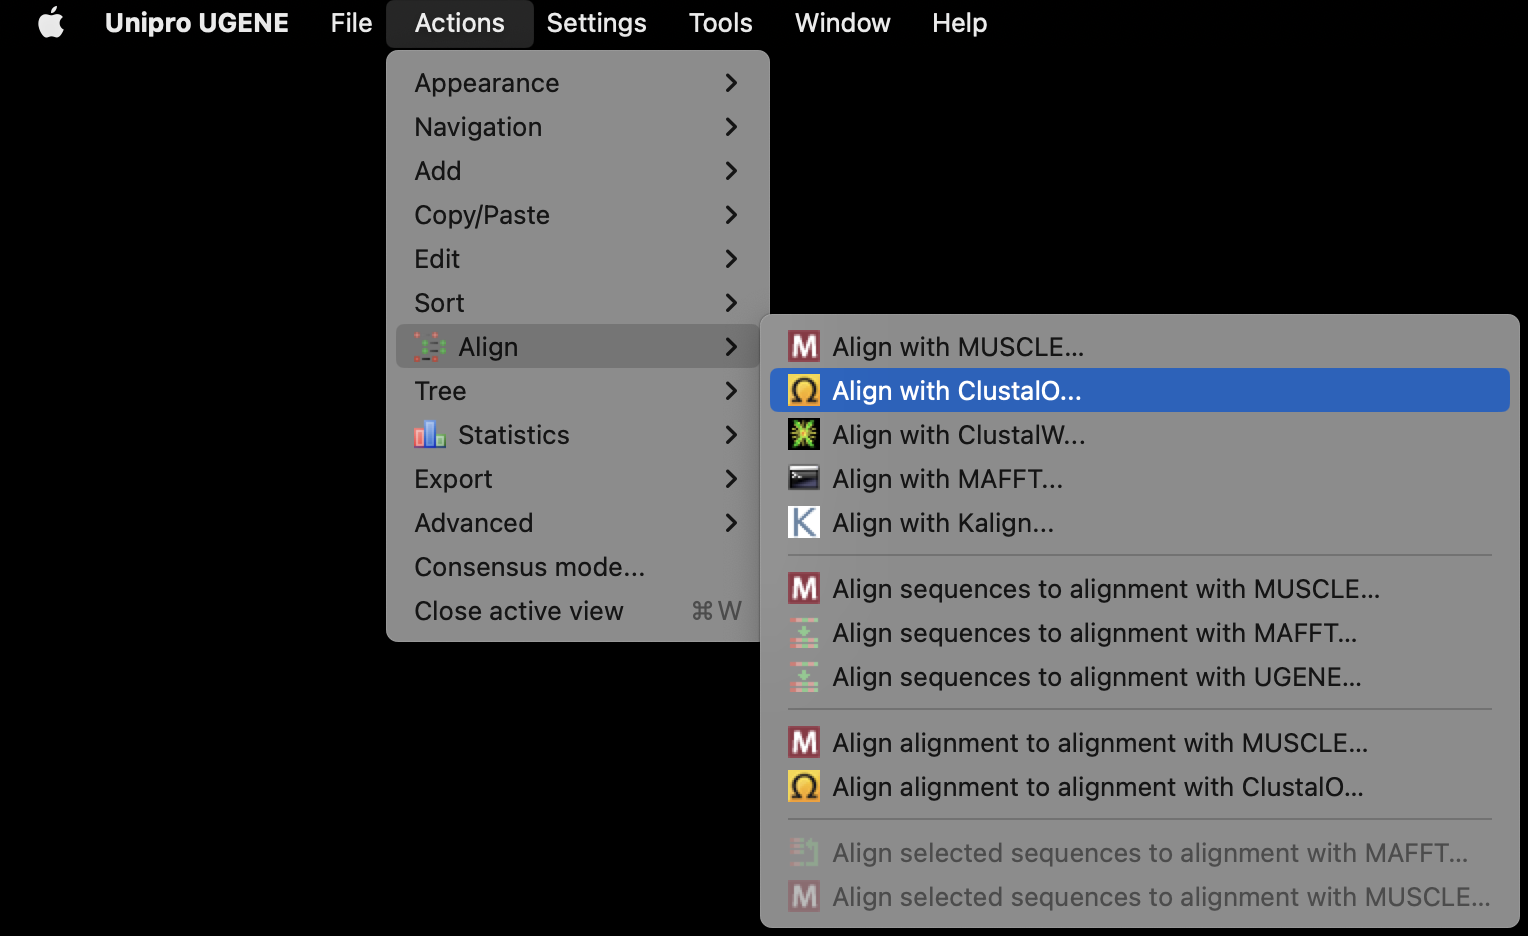 Unipro UGENE File Actions Settings Tools Window Help
Appearance
Navigation
Add
Copy/Paste
Edit
Sort
Align
Tree
Statistics
Export
Advanced
Consensus mode...
Close active view ⌘W
M Align with MUSCLE...
Ω Align with ClustalO...
Align with ClustalW...
Align with MAFFT...
K Align with Kalign...
M Align sequences to alignment with MUSCLE...
Align sequences to alignment with MAFFT...
Align sequences to alignment with UGENE...
M Align alignment to alignment with MUSCLE...
Ω Align alignment to alignment with ClustalO...
Align selected sequences to alignment with MAFFT...
M Align selected sequences to alignment with MUSCLE...